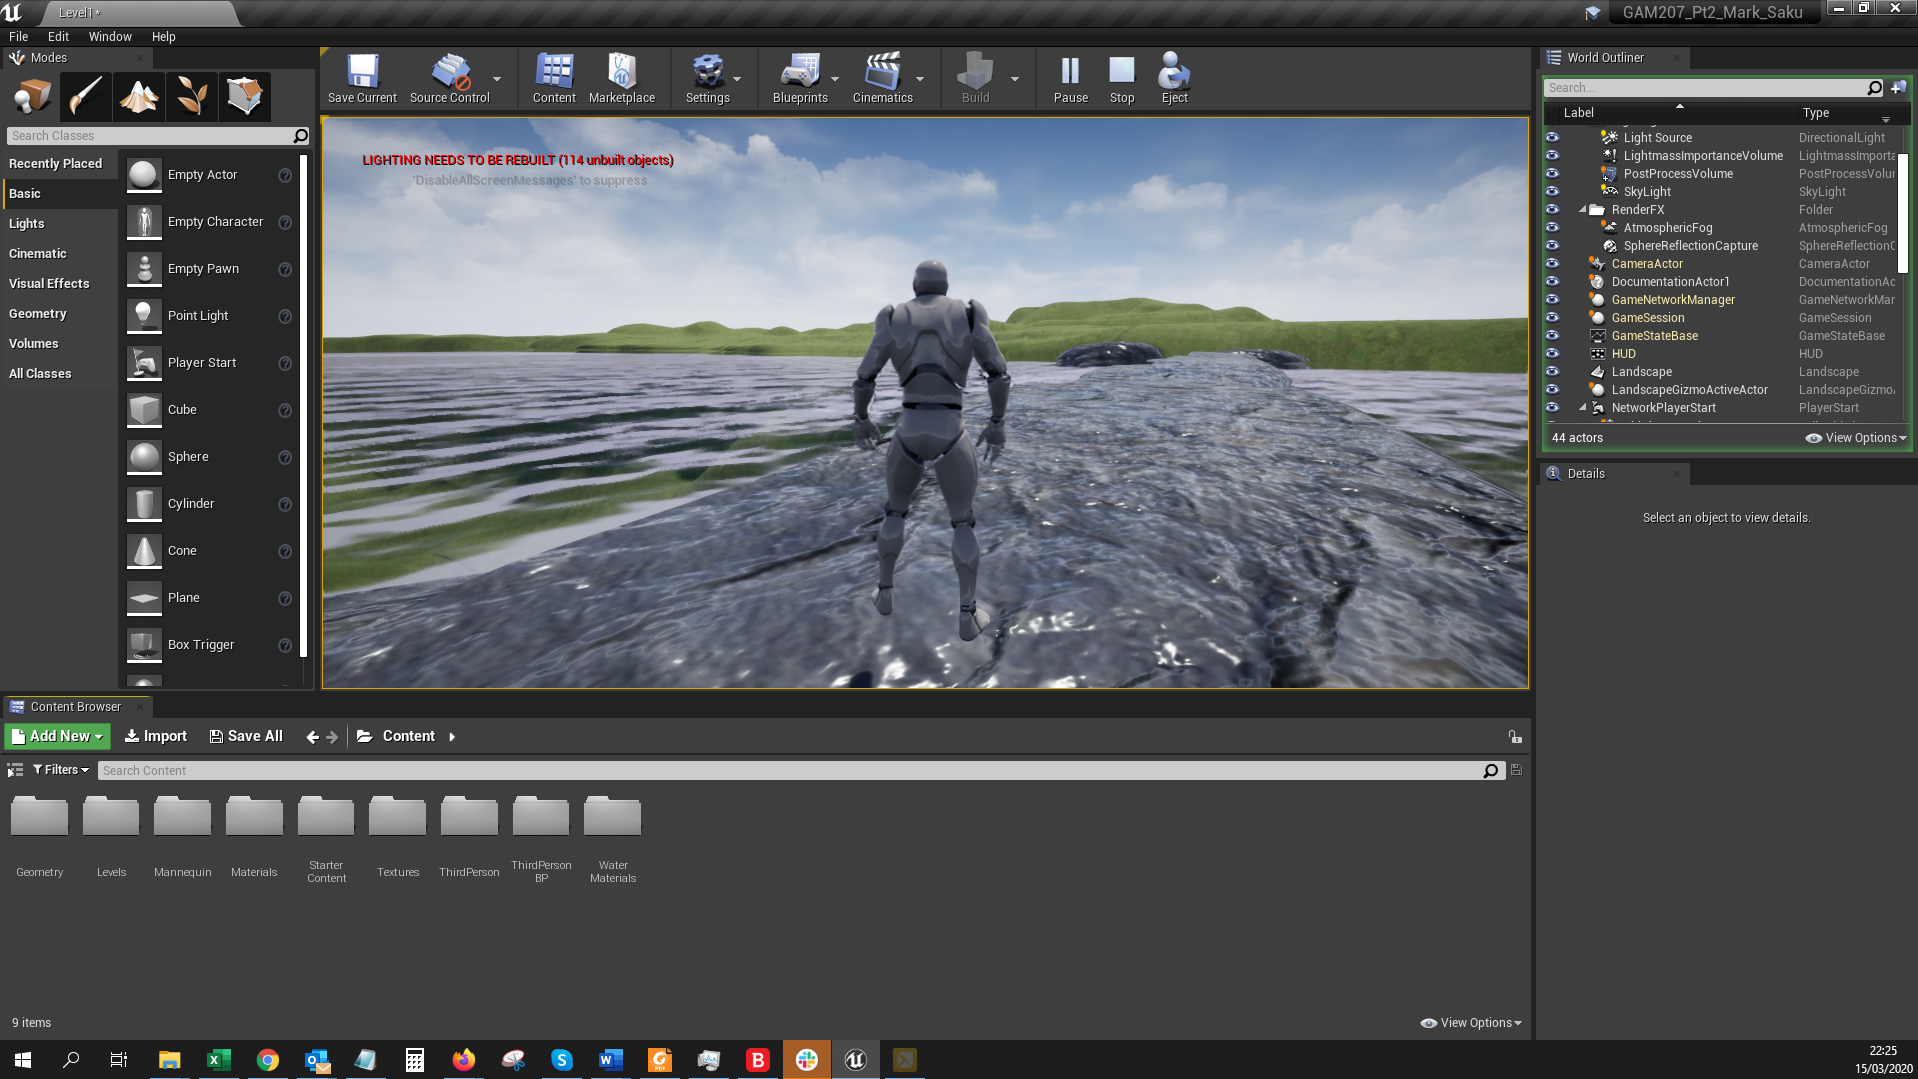 Level1*
GAM207_Pt2_Mark_Saku
File Edit Window Help
Modes
Search Classes
Recently Placed
Basic
Lights
Cinematic
Visual Effects
Geometry
Volumes
All Classes
Empty Actor
Empty Character
Empty Pawn
Point Light
Player Start
Cube
Sphere
Cylinder
Cone
Plane
Box Trigger
Save Current Source Control Content Marketplace Settings Blueprints Cinematics Build Pause Stop Eject
LIGHTING NEEDS TO BE REBUILT (114 unbuilt objects)
'DisableAllScreenMessages' to suppress
World Outliner
Search...
Label Type
Light Source DirectionalLight
LightmassImportanceVolume LightmassImporta
PostProcessVolume PostProcessVolur
SkyLight SkyLight
RenderFX Folder
AtmosphericFog AtmosphericFog
SphereReflectionCapture SphereReflectionC
CameraActor CameraActor
DocumentationActor1 DocumentationAc
GameNetworkManager GameNetworkMar
GameSession GameSession
GameStateBase GameStateBase
HUD HUD
Landscape Landscape
LandscapeGizmoActiveActor LandscapeGizmo
NetworkPlayerStart PlayerStart
44 actors View Options
Details
Select an object to view details.
Content Browser
Add New Import Save All Content
Filters Search Content
Geometry
Levels
Mannequin
Materials
Starter
Content
Textures
ThirdPerson
ThirdPerson
BP
Water
Materials
9 items View Options
22:25
15/03/2020